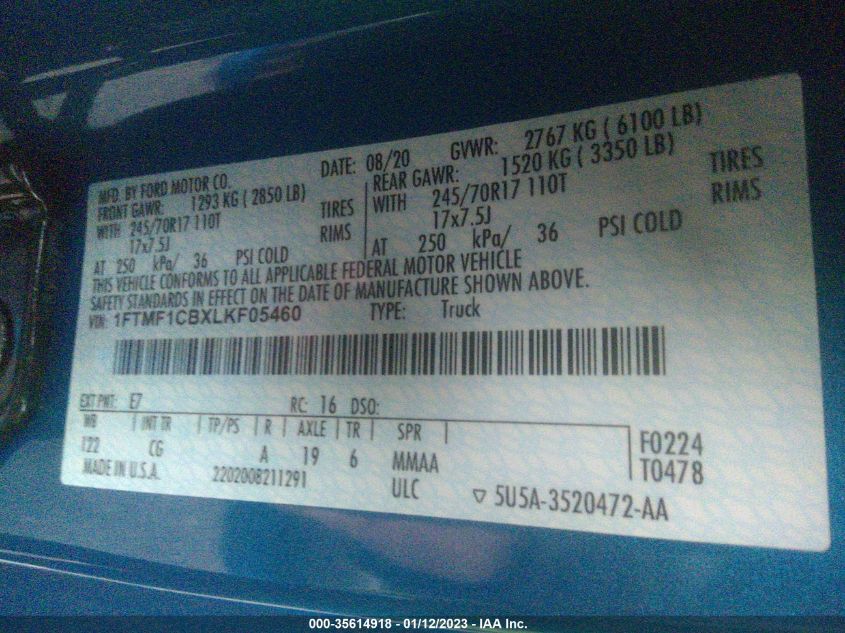 MFD. BY FORD MOTOR CO. DATE: 08/20 GVWR: 2767 KG ( 6100 LB)
FRONT GAWR: 1293 KG ( 2850 LB) REAR GAWR: 1520 KG ( 3350 LB)
WITH 245/70R17 110T TIRES WITH 245/70R17 110T TIRES
17x7.5J RIMS 17x7.5J RIMS
AT 250 kPa/ 36 PSI COLD AT 250 kPa/ 36 PSI COLD
THIS VEHICLE CONFORMS TO ALL APPLICABLE FEDERAL MOTOR VEHICLE
SAFETY STANDARDS IN EFFECT ON THE DATE OF MANUFACTURE SHOWN ABOVE.
VIN: 1FTMF1CBXLKF05460 TYPE: Truck
EXT PNT: E7 RC: 16 DSO:
WB INT TR TP/PS R AXLE TR SPR
122 CG A 19 6 MMAA F0224
MADE IN U.S.A. 2202008211291 ULC T0478
▽ 5U5A-3520472-AA
000-35614918 - 01/12/2023 - IAA Inc.